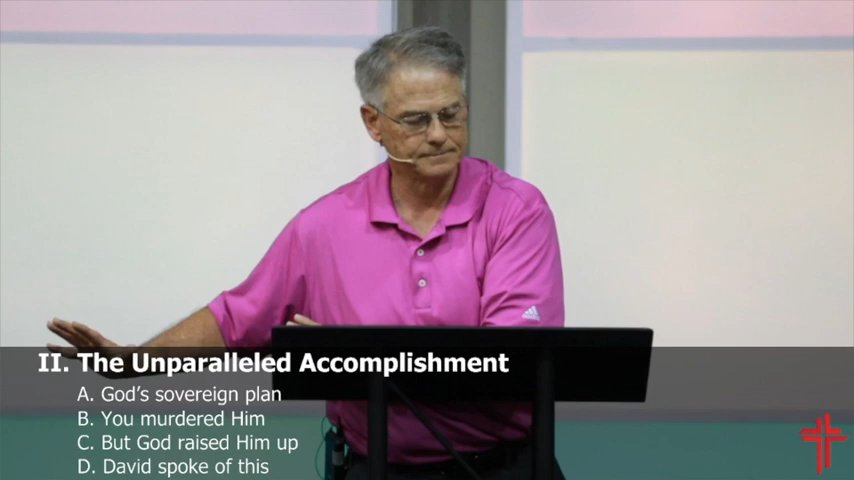 II. The Unparalleled Accomplishment
A. God's sovereign plan
B. You murdered Him
C. But God raised Him up
D. David spoke of this